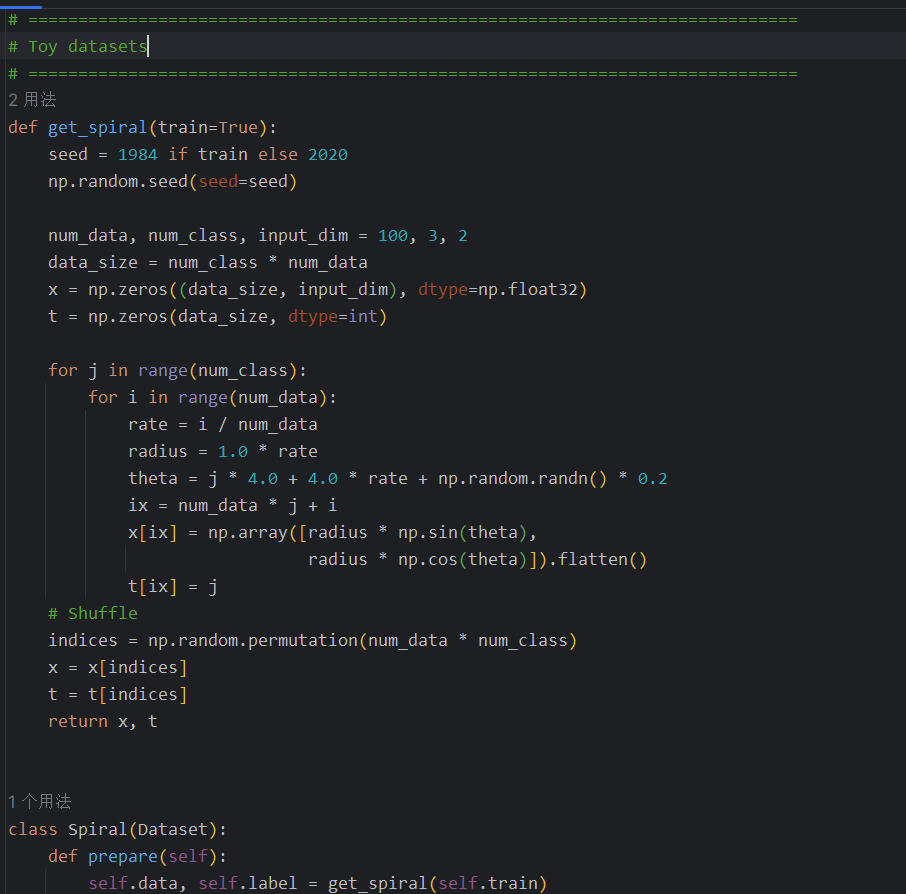 # =============================================================================
# Toy datasets
# =============================================================================
2 用法
def get_spiral(train=True):
    seed = 1984 if train else 2020
    np.random.seed(seed=seed)
    num_data, num_class, input_dim = 100, 3, 2
    data_size = num_class * num_data
    x = np.zeros((data_size, input_dim), dtype=np.float32)
    t = np.zeros(data_size, dtype=int)
    for j in range(num_class):
        for i in range(num_data):
            rate = i / num_data
            radius = 1.0 * rate
            theta = j * 4.0 + 4.0 * rate + np.random.randn() * 0.2
            ix = num_data * j + i
            x[ix] = np.array([radius * np.sin(theta),
                              radius * np.cos(theta)]).flatten()
            t[ix] = j
    # Shuffle
    indices = np.random.permutation(num_data * num_class)
    x = x[indices]
    t = t[indices]
    return x, t
1 个用法
class Spiral(Dataset):
    def prepare(self):
        self.data, self.label = get_spiral(self.train)